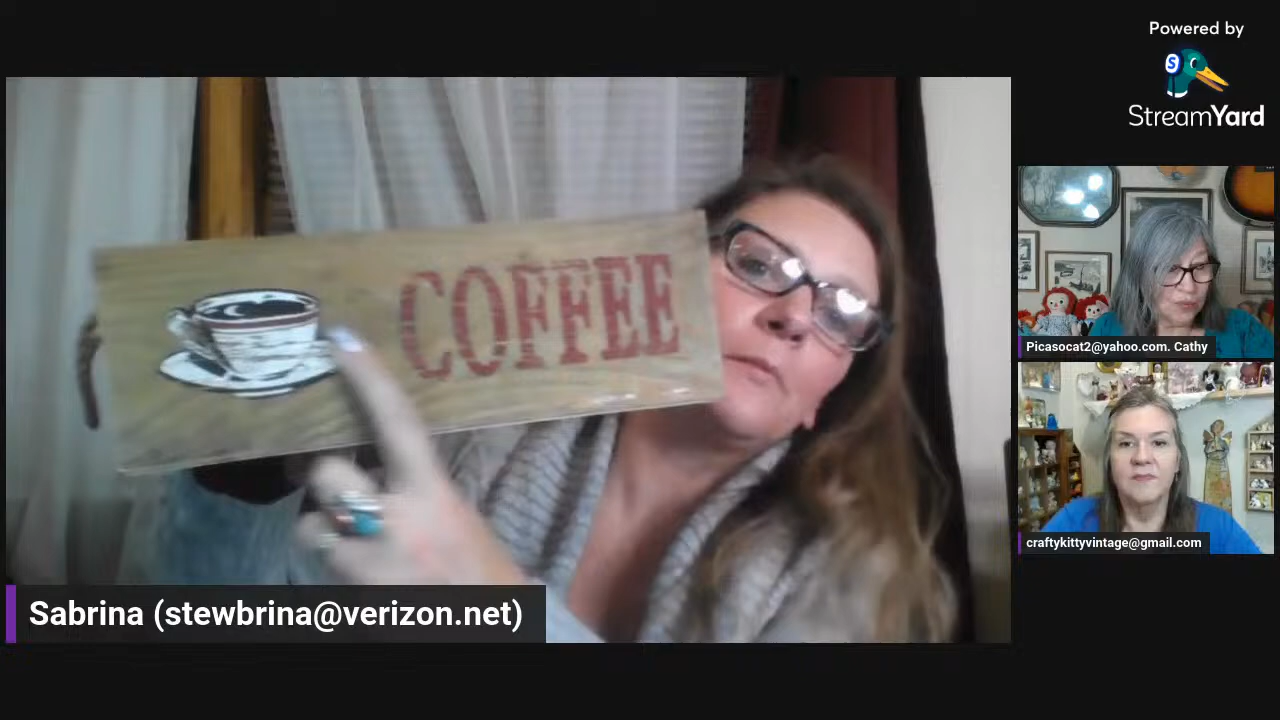 Powered by
S
StreamYard
COFFEE
Picasocat2@yahoo.com. Cathy
craftykittyvintage@gmail.com
Sabrina (stewbrina@verizon.net)